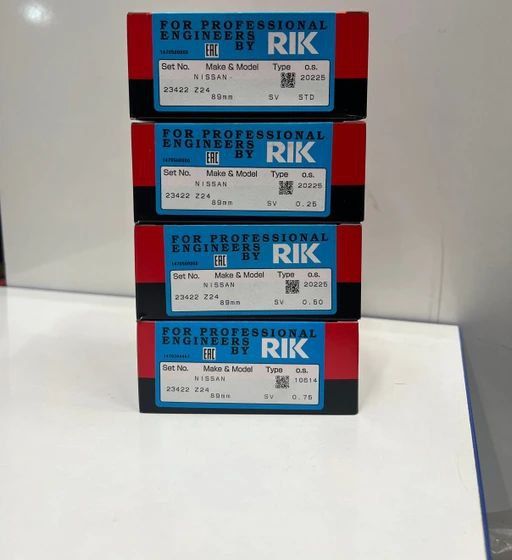 FOR PROFESSIONAL
ENGINEERS
BY RIK
EAC
Set No. Make & Model Type o.s.
NISSAN 20225
23422 Z24
89mm SV STD
FOR PROFESSIONAL
ENGINEERS
BY RIK
EAC
Set No. Make & Model Type o.s.
NISSAN 20225
23422 Z24
89mm SV 0.25
FOR PROFESSIONAL
ENGINEERS
BY RIK
EAC
Set No. Make & Model Type o.s.
NISSAN 20225
23422 Z24
89mm SV 0.50
FOR PROFESSIONAL
ENGINEERS
BY RIK
EAC
Set No. Make & Model Type o.s.
NISSAN 10614
23422 Z24
89mm SV 0.75